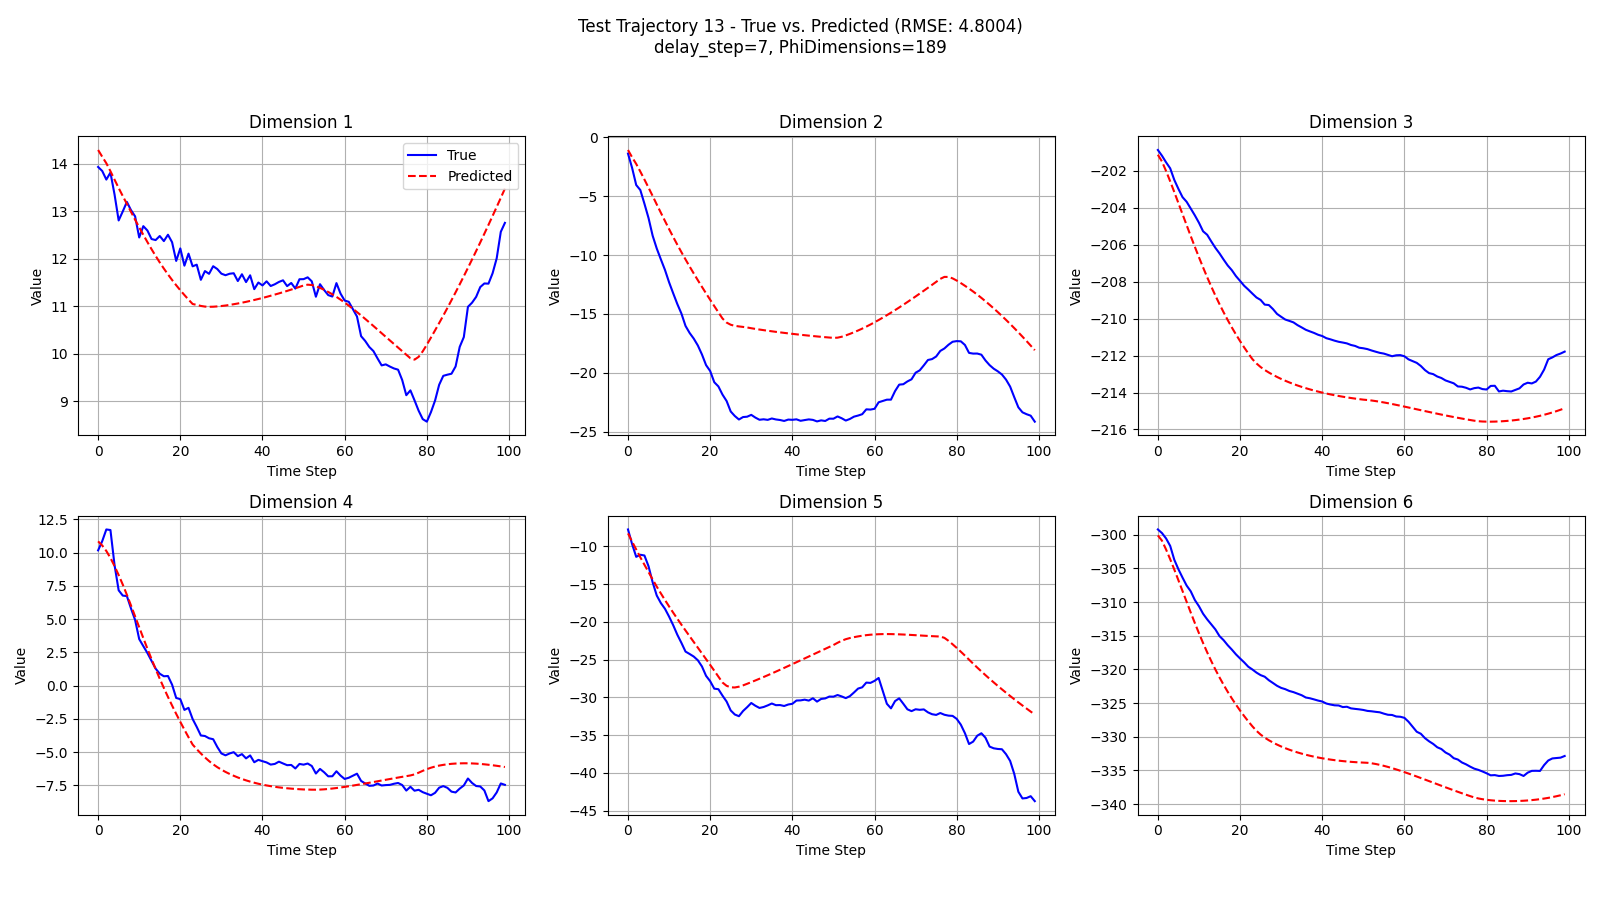 Test Trajectory 13 - True vs. Predicted (RMSE: 4.8004)
delay_step=7, PhiDimensions=189
Dimension 1
14
13
12
11
10
9
Value
0 20 40 60 80 100
Time Step
True
Predicted
Dimension 2
0
−5
−10
−15
−20
−25
Value
0 20 40 60 80 100
Time Step
Dimension 3
−202
−204
−206
−208
−210
−212
−214
−216
Value
0 20 40 60 80 100
Time Step
Dimension 4
12.5
10.0
7.5
5.0
2.5
0.0
−2.5
−5.0
−7.5
Value
0 20 40 60 80 100
Time Step
Dimension 5
−10
−15
−20
−25
−30
−35
−40
−45
Value
0 20 40 60 80 100
Time Step
Dimension 6
−300
−305
−310
−315
−320
−325
−330
−335
−340
Value
0 20 40 60 80 100
Time Step